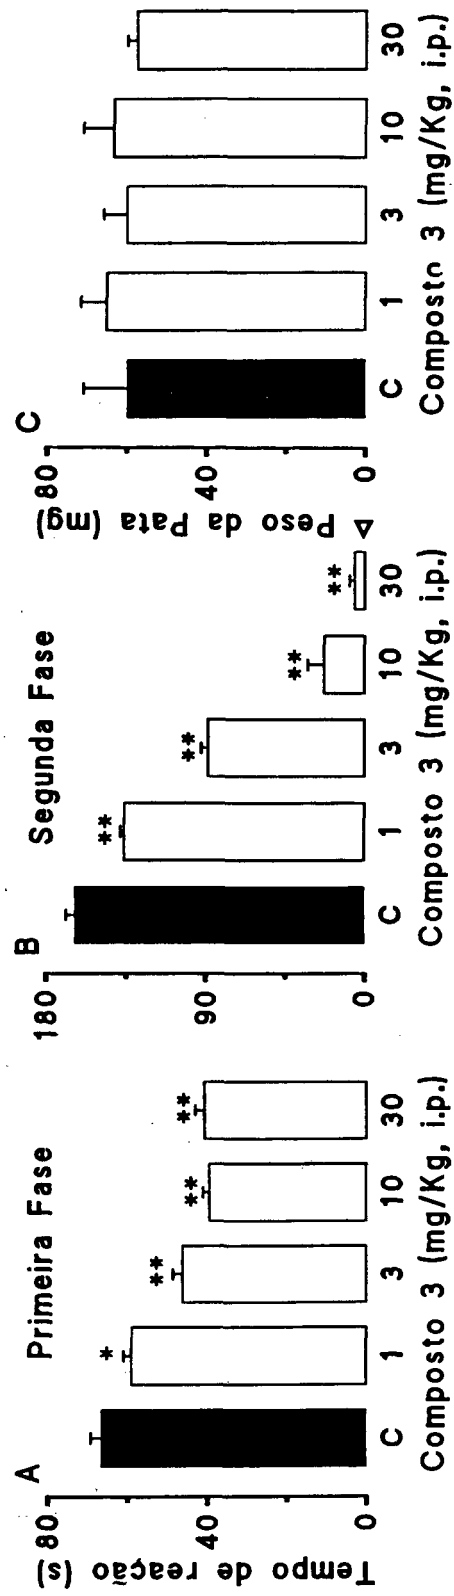 A
Primeira Fase
Tempo de reação (s)
80
40
0
* ** ** **
C 1 3 10 30
Composto 3 (mg/Kg, i.p.)
B
Segunda Fase
180
90
0
** ** ** **
C 1 3 10 30
Composto 3 (mg/Kg, i.p.)
C
Δ Peso da Pata (mg)
80
40
0
C 1 3 10 30
Composto 3 (mg/Kg, i.p.)